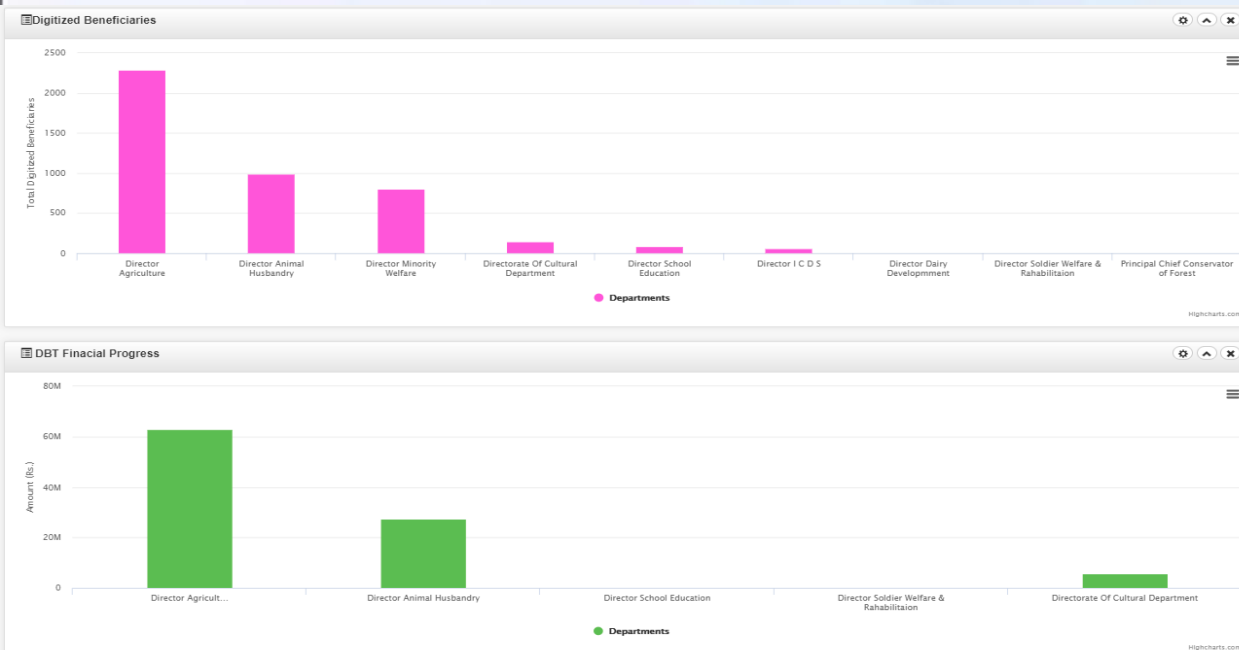 Digitized Beneficiaries
2500
2000
1500
1000
500
0
Total Digitized Beneficiaries
Director
Agriculture
Director Animal
Husbandry
Director Minority
Welfare
Directorate Of Cultural
Department
Director School
Education
Director I C D S
Director Dairy
Developmment
Director Soldier Welfare &
Rahabilitaion
Principal Chief Conservator
of Forest
Departments
Highcharts.com
DBT Finacial Progress
80M
60M
40M
20M
0
Amount (Rs.)
Director Agricult...
Director Animal Husbandry
Director School Education
Director Soldier Welfare &
Rahabilitaion
Directorate Of Cultural Department
Departments
Highcharts.com